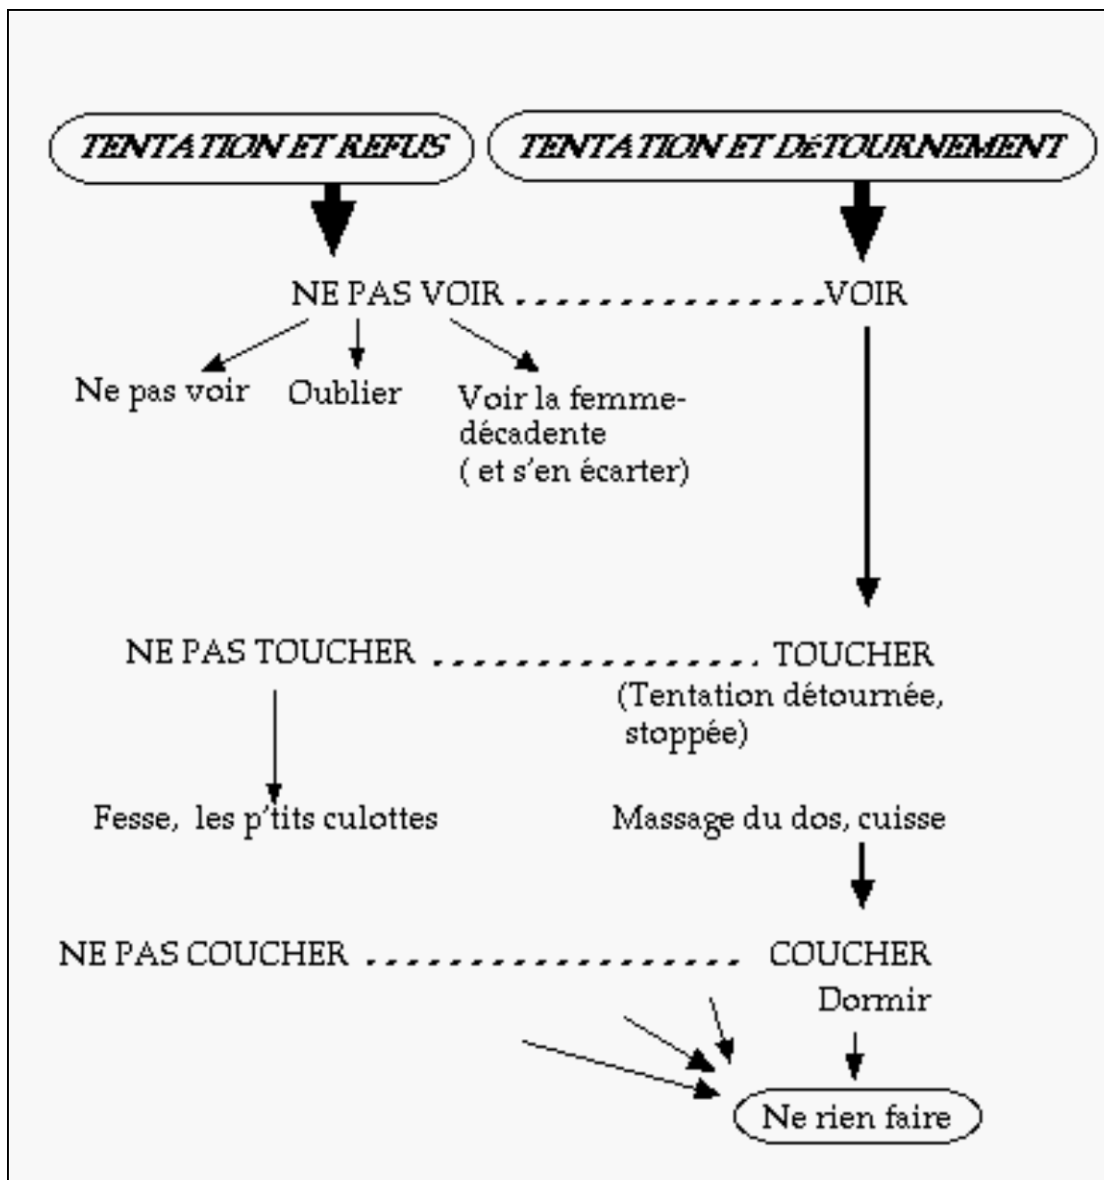 TENTATION ET REFUS
TENTATION ET DéTOURNEMENT
NE PAS VOIR . . . . . . . . . . . . . . . . . VOIR
Ne pas voir
Oublier
Voir la femme-
décadente
( et s'en écarter)
NE PAS TOUCHER . . . . . . . . . . . . . . . . . . TOUCHER
(Tentation détournée,
stoppée)
Fesse, les p'tits culottes
Massage du dos, cuisse
NE PAS COUCHER . . . . . . . . . . . . . . . . . . . . COUCHER
Dormir
Ne rien faire